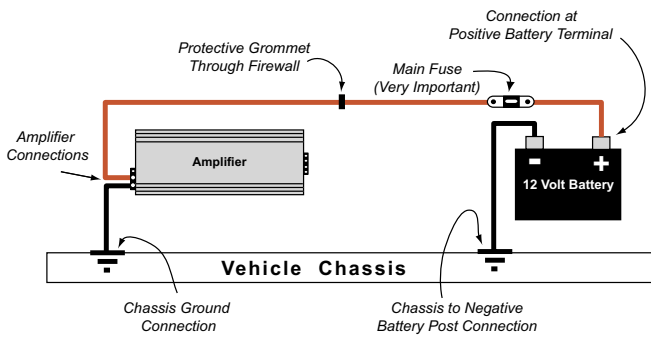 Connection at
Positive Battery Terminal
Protective Grommet
Through Firewall
Main Fuse
(Very Important)
Amplifier
Connections
Amplifier
- +
12 Volt Battery
Vehicle Chassis
Chassis Ground
Connection
Chassis to Negative
Battery Post Connection